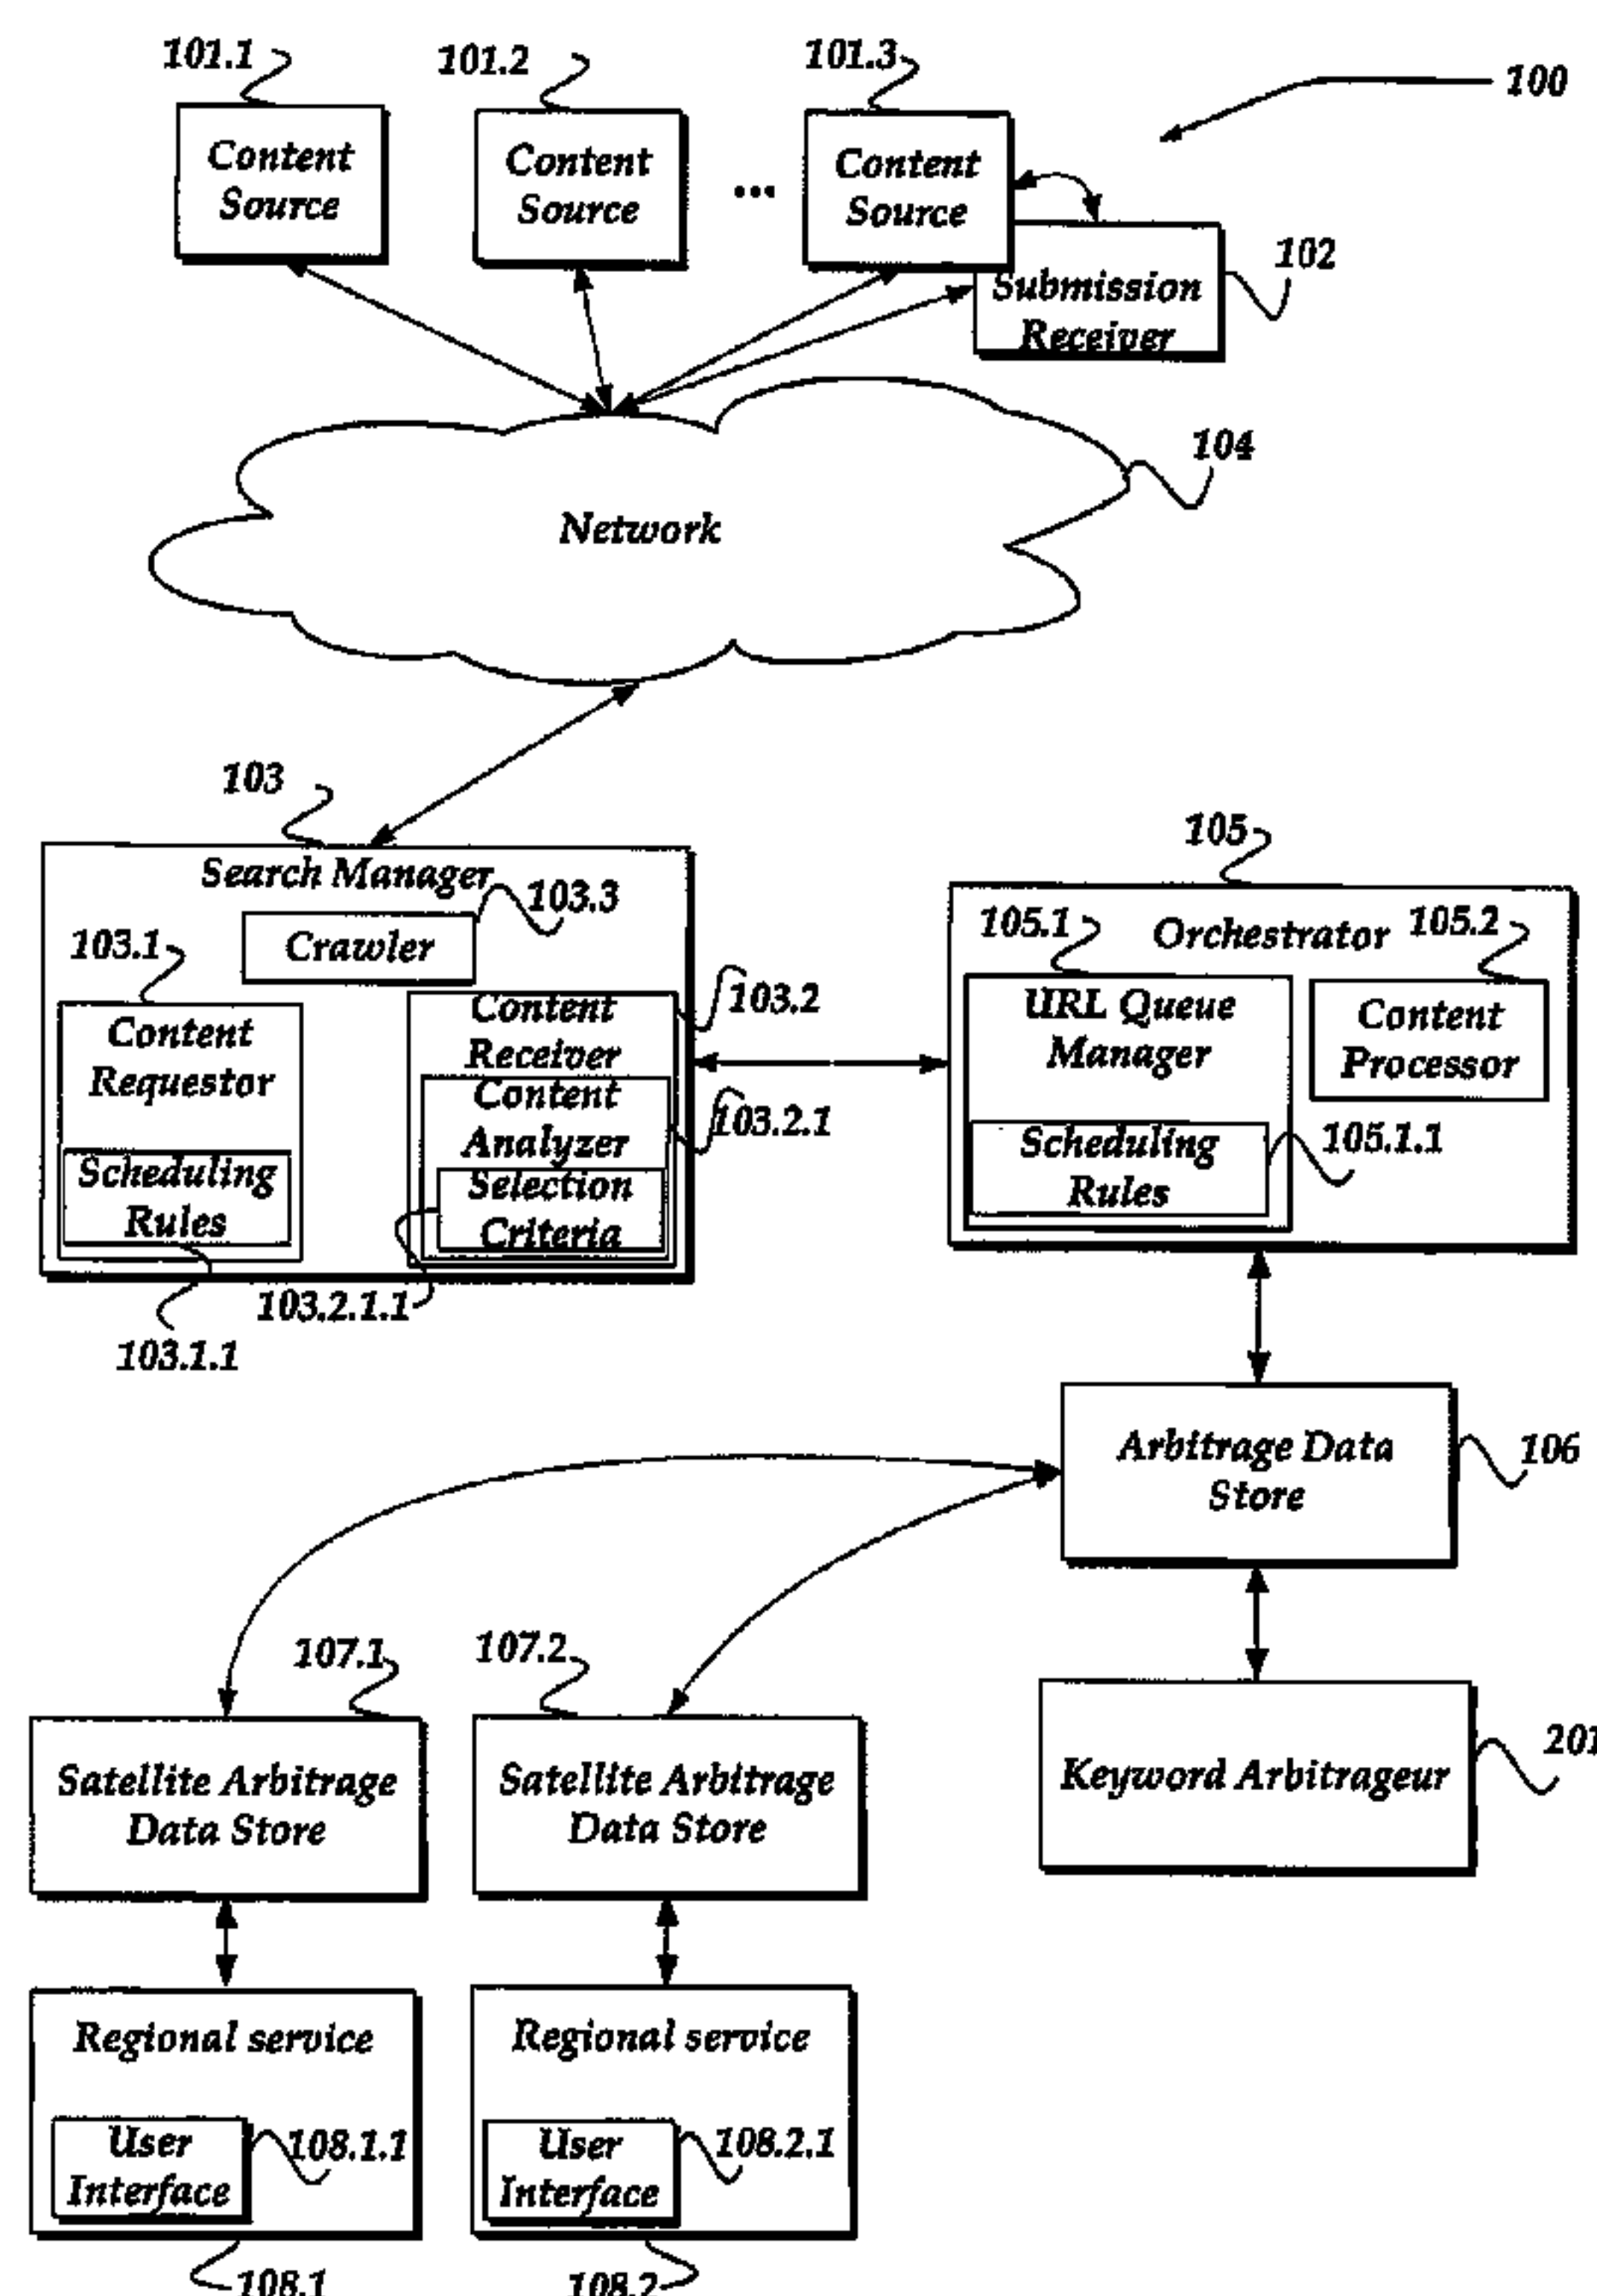 101.1
101.2
101.3
100
Content
Source
Content
Source
...
Content
Source
102
Submission
Receiver
104
Network
103
Search Manager
103.3
Crawler
103.1
Content
Requestor
Scheduling
Rules
103.1.1
103.2
Content
Receiver
103.2.1
Content
Analyzer
Selection
Criteria
103.2.1.1
105
Orchestrator
105.1
105.2
URL Queue
Manager
Content
Processor
Scheduling
Rules
105.1.1
Arbitrage Data
Store
106
107.1
107.2
Satellite Arbitrage
Data Store
Satellite Arbitrage
Data Store
Keyword Arbitrageur
201
Regional service
User
Interface
108.1.1
108.1
Regional service
User
Interface
108.2.1
108.2